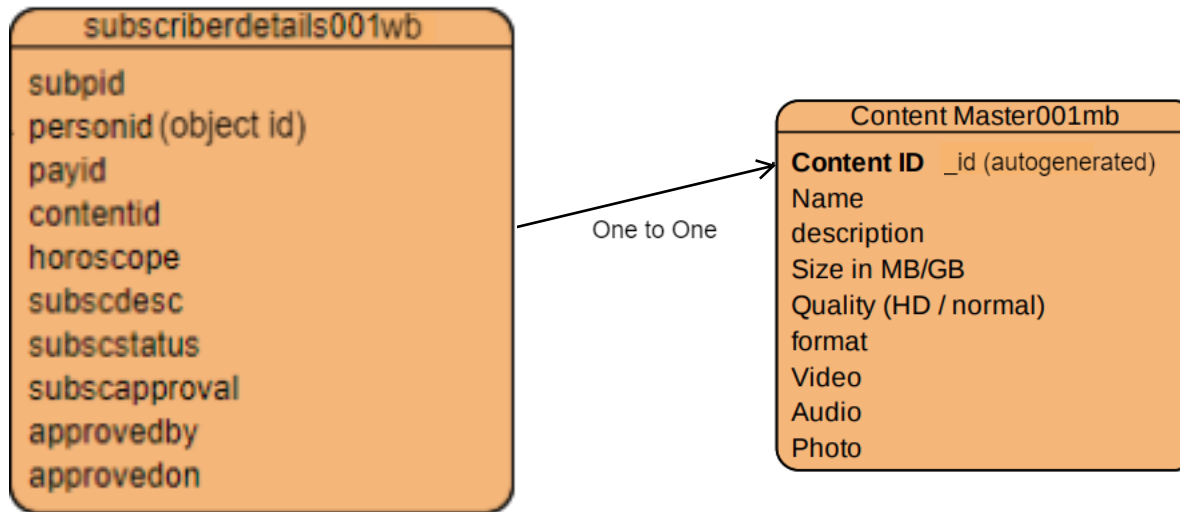 subscriberdetails001wb
subpid
personid (object id)
payid
contentid
horoscope
subscdesc
subscstatus
subscapproval
approvedby
approvedon
One to One
Content Master001mb
Content ID _id (autogenerated)
Name
description
Size in MB/GB
Quality (HD / normal)
format
Video
Audio
Photo